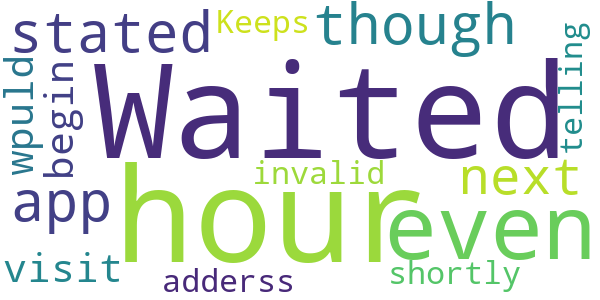 stated
Keeps
though
Waited
telling
wpuld
begin
invalid
next
hour
app
even
visit
adderss
shortly